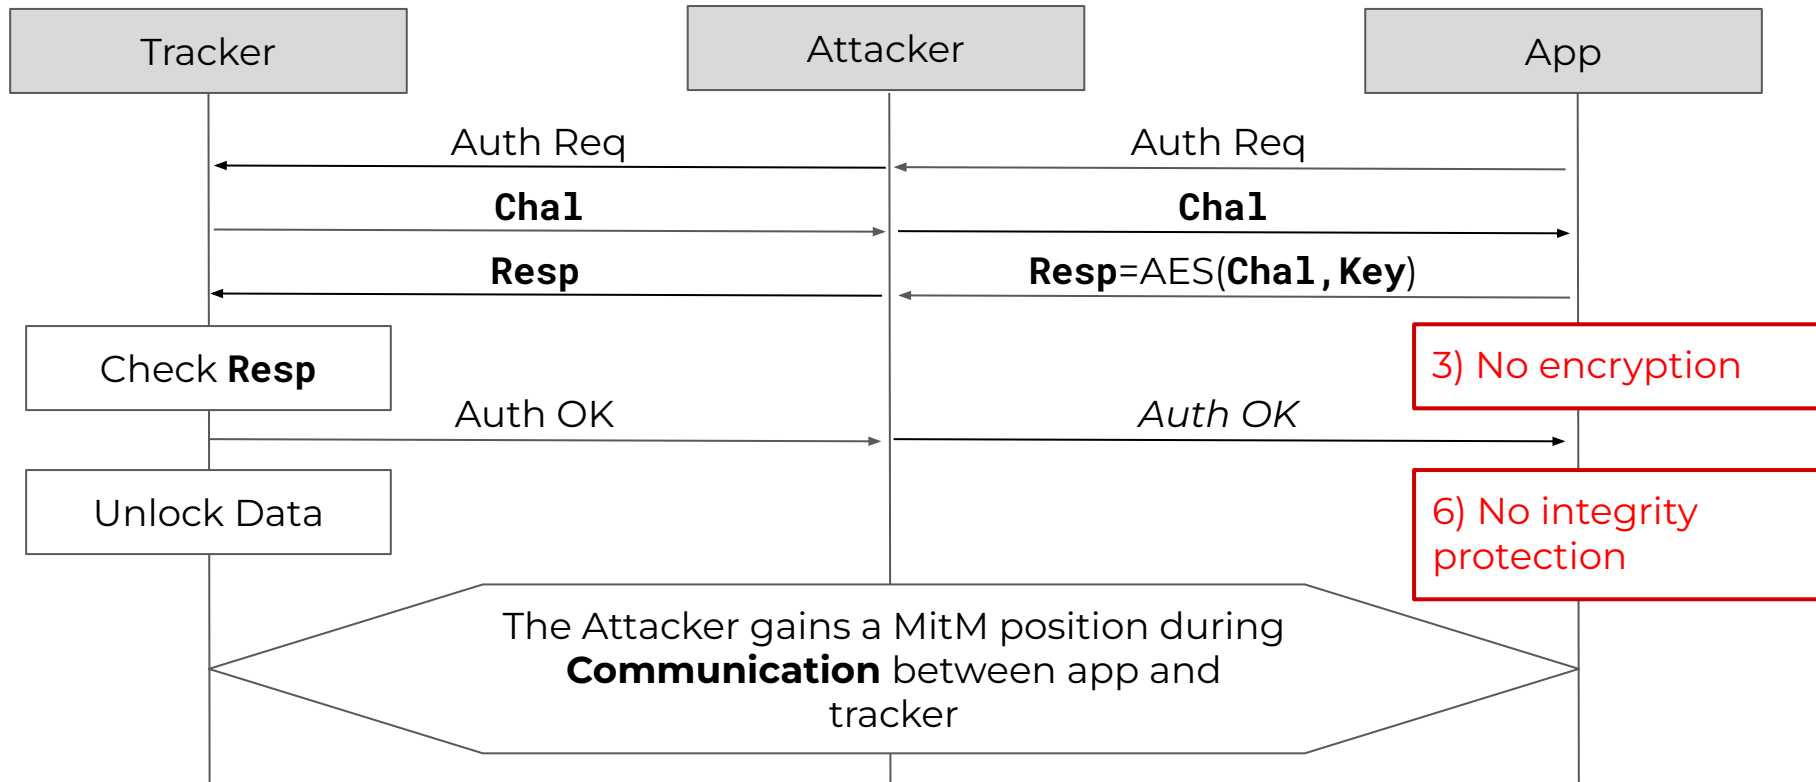 Tracker
Attacker
App
Auth Req
Auth Req
Chal
Chal
Resp
Resp=AES(Chal,Key)
Check Resp
3) No encryption
Auth OK
Auth OK
Unlock Data
6) No integrity
protection
The Attacker gains a MitM position during
Communication between app and
tracker